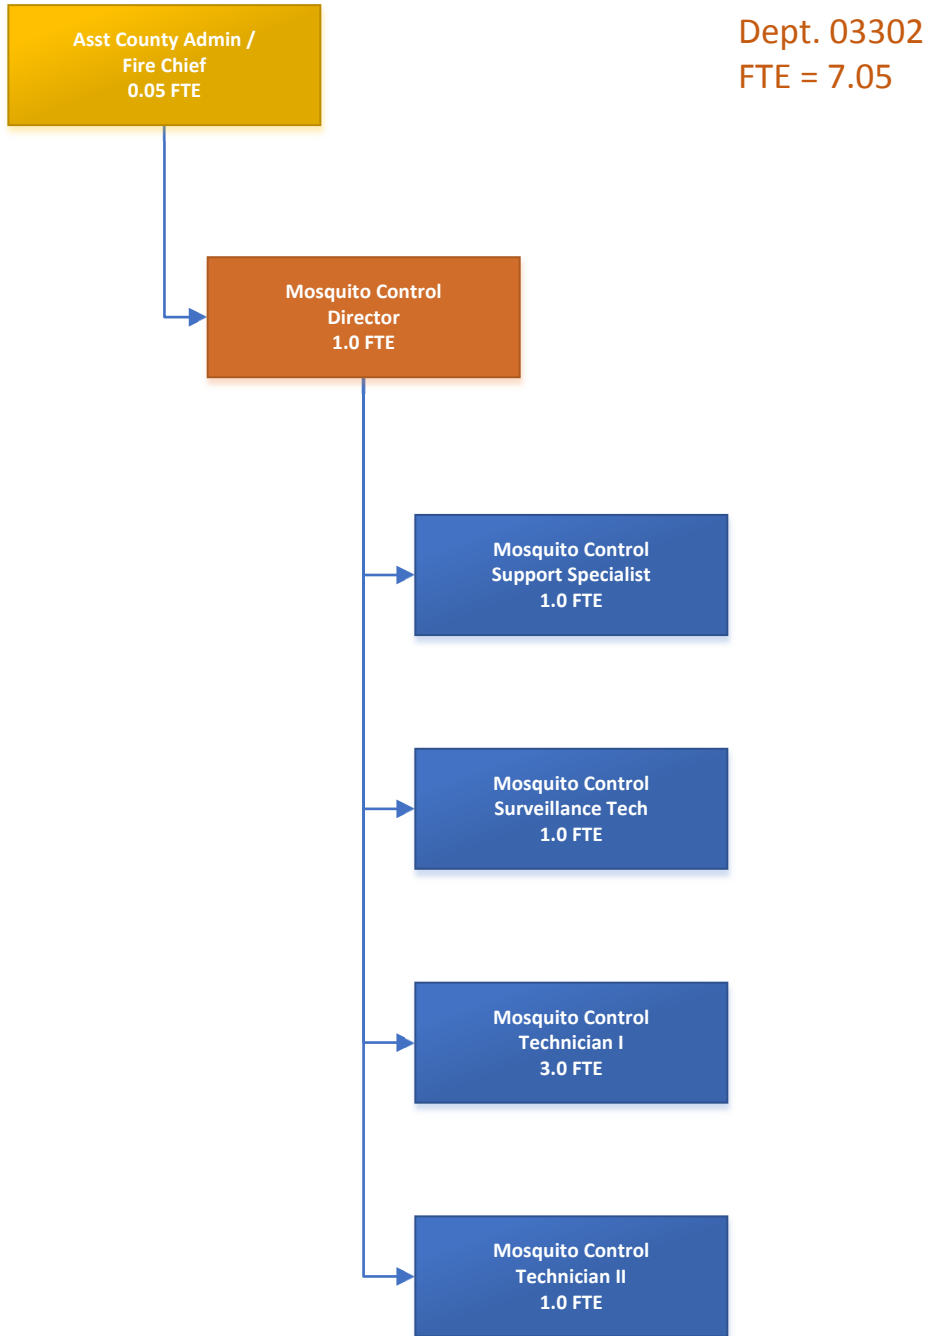 Asst County Admin /
Fire Chief
0.05 FTE
Dept. 03302
FTE = 7.05
Mosquito Control
Director
1.0 FTE
Mosquito Control
Support Specialist
1.0 FTE
Mosquito Control
Surveillance Tech
1.0 FTE
Mosquito Control
Technician I
3.0 FTE
Mosquito Control
Technician II
1.0 FTE